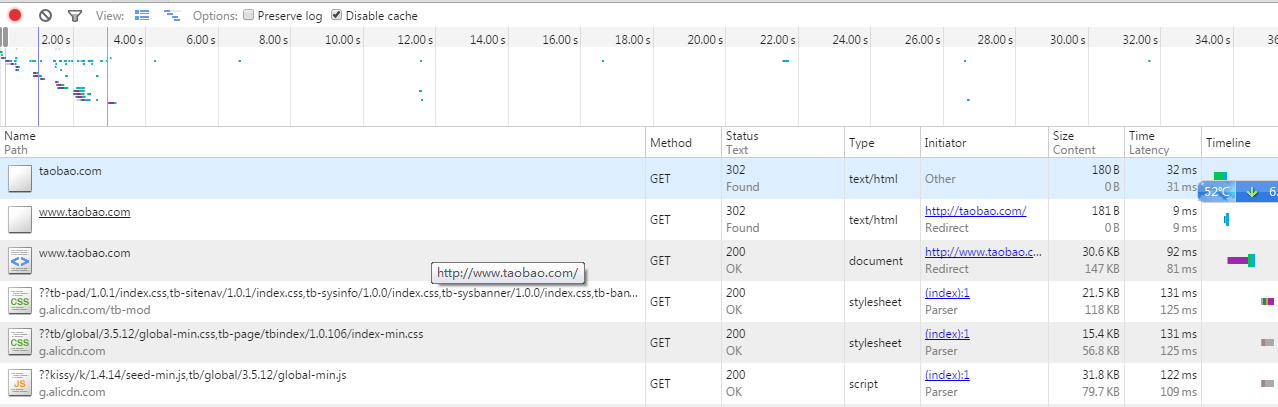 View: Options: Preserve log Disable cache
2.00 s 4.00 s 6.00 s 8.00 s 10.00 s 12.00 s 14.00 s 16.00 s 18.00 s 20.00 s 22.00 s 24.00 s 26.00 s 28.00 s 30.00 s 32.00 s 34.00 s 36
Name Method Status Type Initiator Size Time Timeline
Path Text Content Latency
taobao.com GET 302 text/html Other 180 B 32 ms
Found 0 B 31 ms
52°C 6.
www.taobao.com GET 302 text/html http://taobao.com/ 181 B 9 ms
Found Redirect 0 B 9 ms
www.taobao.com GET 200 document http://www.taobao.c... 30.6 KB 92 ms
OK Redirect 147 KB 81 ms
http://www.taobao.com/
??tb-pad/1.0.1/index.css,tb-sitenav/1.0.1/index.css,tb-sysinfo/1.0.0/index.css,tb-sysbanner/1.0.0/index.css,tb-ban... GET 200 stylesheet (index):1 21.5 KB 131 ms
CSS g.alicdn.com/tb-mod OK Parser 118 KB 125 ms
??tb/global/3.5.12/global-min.css,tb-page/tbindex/1.0.106/index-min.css GET 200 stylesheet (index):1 15.4 KB 131 ms
CSS g.alicdn.com OK Parser 56.8 KB 125 ms
??kissy/k/1.4.14/seed-min.js,tb/global/3.5.12/global-min.js GET 200 script (index):1 31.8 KB 122 ms
JS g.alicdn.com OK Parser 79.7 KB 109 ms